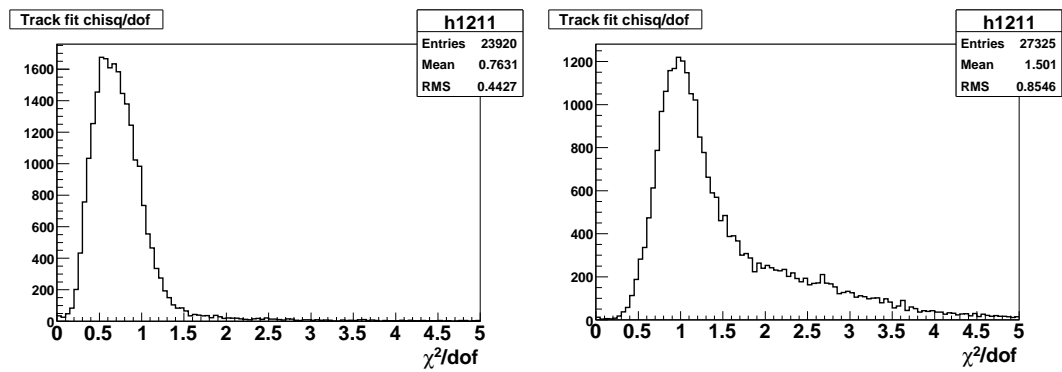 Track fit chisq/dof
h1211
Entries 23920
Mean 0.7631
RMS 0.4427
1600
1400
1200
1000
800
600
400
200
0
0 0.5 1 1.5 2 2.5 3 3.5 4 4.5 5
χ²/dof
Track fit chisq/dof
h1211
Entries 27325
Mean 1.501
RMS 0.8546
1200
1000
800
600
400
200
0
0 0.5 1 1.5 2 2.5 3 3.5 4 4.5 5
χ²/dof